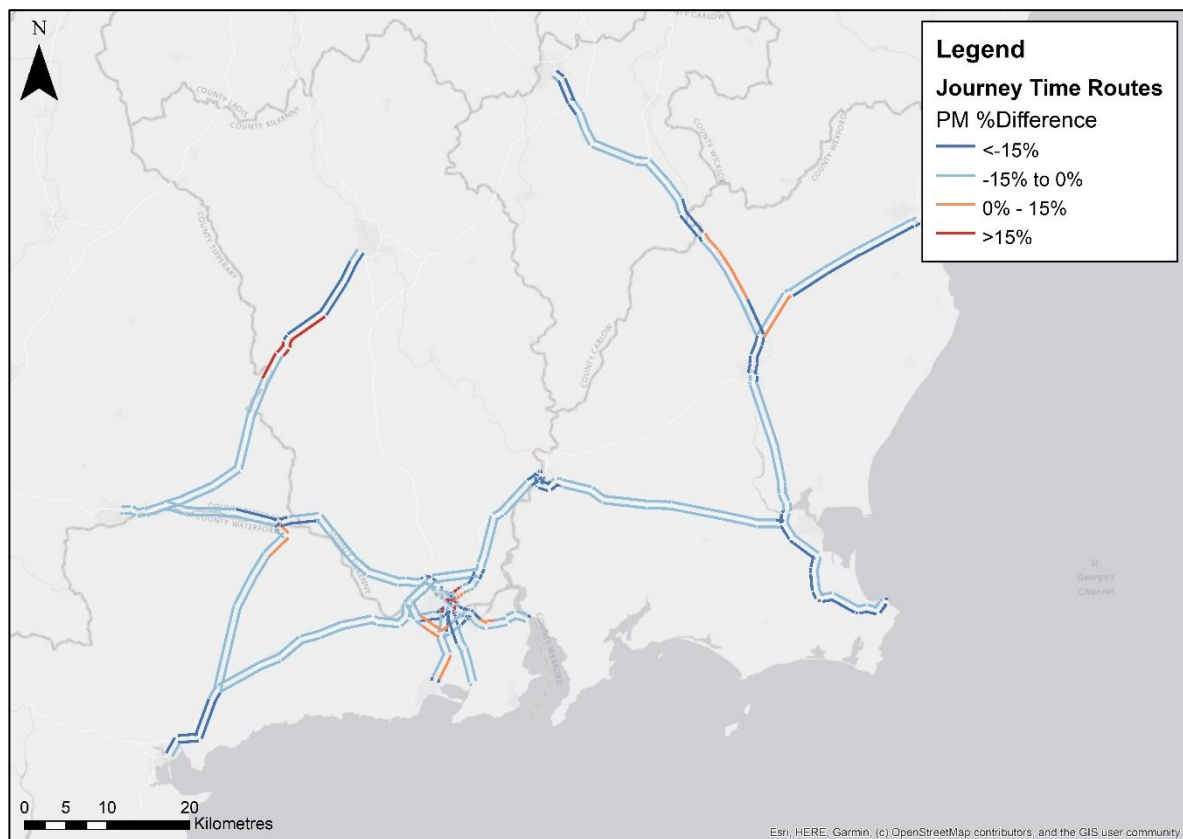 N
Legend
Journey Time Routes
PM %Difference
<-15%
-15% to 0%
0% - 15%
>15%
COUNTY CARLOW
COUNTY LAOIS
COUNTY KILKENNY
COUNTY WICKLOW
COUNTY WEXFORD
COUNTY TIPPERARY
COUNTY CARLOW
COUNTY WATERFORD
COUNTY KILKENNY
COUNTY WEXFORD
St.
George's
Channel
0 5 10 20
Kilometres
Esri, HERE, Garmin, (c) OpenStreetMap contributors, and the GIS user community